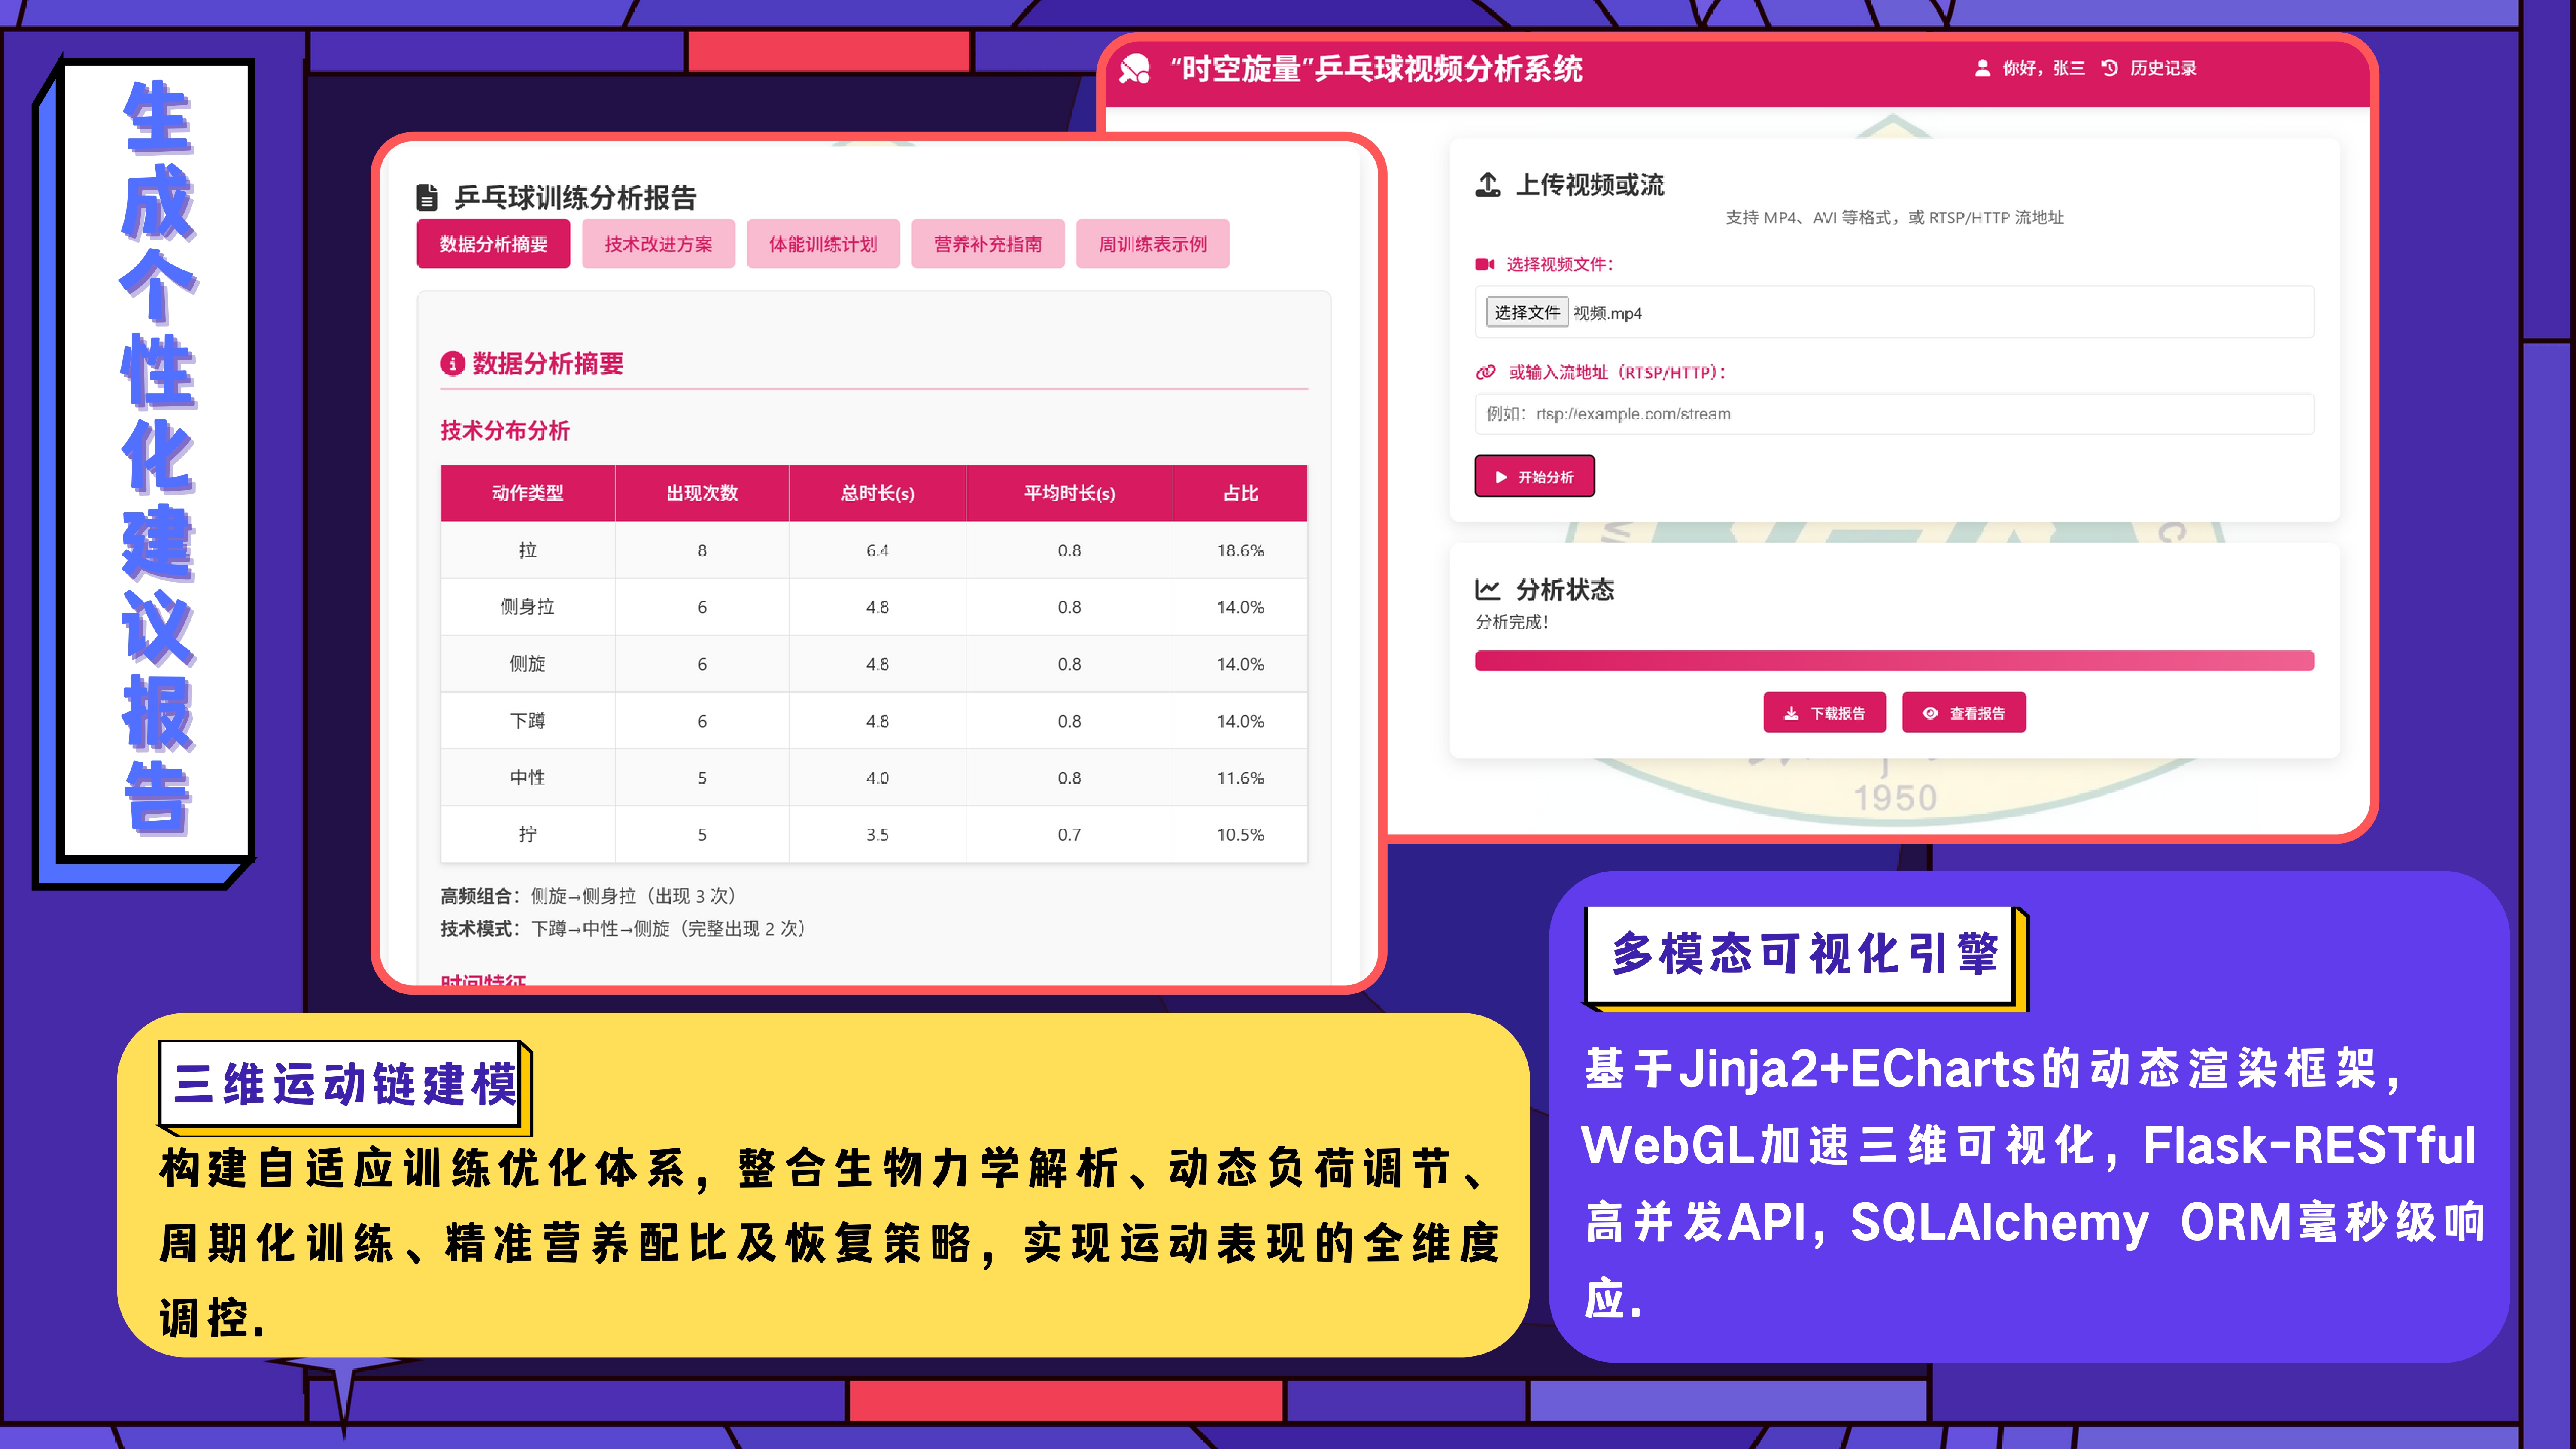 生成个性化建议报告
“时空旋量”乒乓球视频分析系统
你好，张三 历史记录
乒乓球训练分析报告
数据分析摘要 技术改进方案 体能训练计划 营养补充指南 周训练表示例
数据分析摘要
技术分布分析
动作类型 出现次数 总时长(s) 平均时长(s) 占比
拉 8 6.4 0.8 18.6%
侧身拉 6 4.8 0.8 14.0%
侧旋 6 4.8 0.8 14.0%
下蹲 6 4.8 0.8 14.0%
中性 5 4.0 0.8 11.6%
拧 5 3.5 0.7 10.5%
高频组合：侧旋→侧身拉（出现 3 次）
技术模式：下蹲→中性→侧旋（完整出现 2 次）
时间特征
上传视频或流
支持 MP4、AVI 等格式，或 RTSP/HTTP 流地址
选择视频文件：
选择文件 视频.mp4
或输入流地址（RTSP/HTTP）：
例如：rtsp://example.com/stream
开始分析
分析状态
分析完成！
下载报告 查看报告
1950
三维运动链建模
构建自适应训练优化体系，整合生物力学解析、动态负荷调节、
周期化训练、精准营养配比及恢复策略，实现运动表现的全维度
调控.
多模态可视化引擎
基于Jinja2+ECharts的动态渲染框架，
WebGL加速三维可视化，Flask-RESTful
高并发API，SQLAlchemy ORM毫秒级响
应.